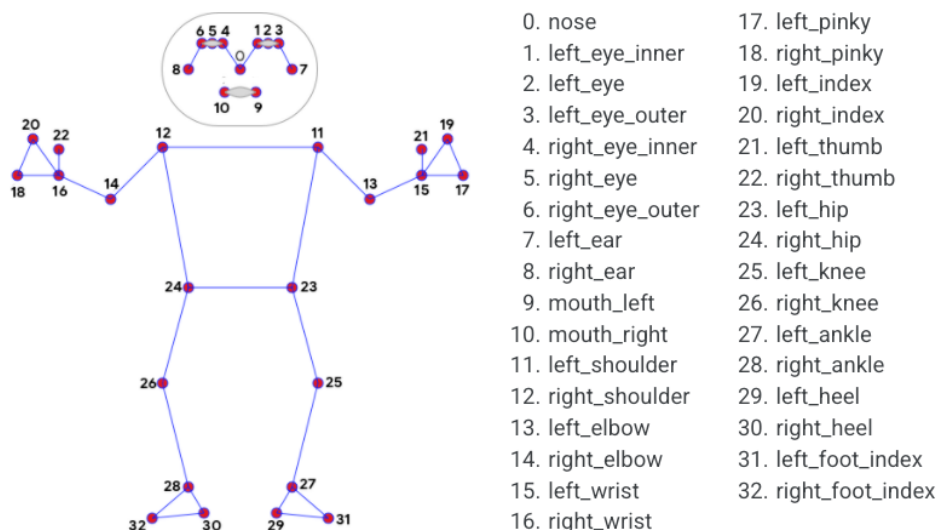 6 5 4 1 2 3
8 0 7
10 9
20 22 12 11 21 19
18 16 14 13 15 17
24 23
26 25
28 27
32 30 29 31
0. nose
1. left_eye_inner
2. left_eye
3. left_eye_outer
4. right_eye_inner
5. right_eye
6. right_eye_outer
7. left_ear
8. right_ear
9. mouth_left
10. mouth_right
11. left_shoulder
12. right_shoulder
13. left_elbow
14. right_elbow
15. left_wrist
16. right_wrist
17. left_pinky
18. right_pinky
19. left_index
20. right_index
21. left_thumb
22. right_thumb
23. left_hip
24. right_hip
25. left_knee
26. right_knee
27. left_ankle
28. right_ankle
29. left_heel
30. right_heel
31. left_foot_index
32. right_foot_index